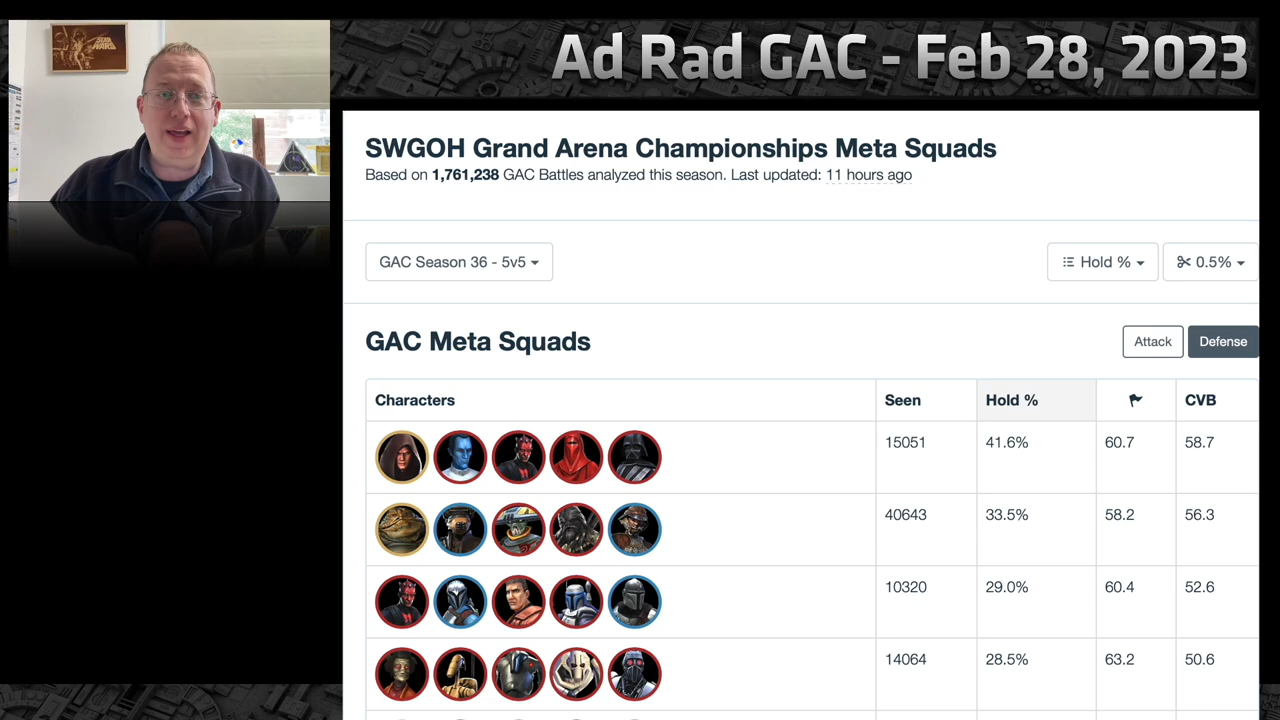 STAR
WARS
Ad Rad GAC - Feb 28, 2023
SWGOH Grand Arena Championships Meta Squads
Based on 1,761,238 GAC Battles analyzed this season. Last updated: 11 hours ago
GAC Season 36 - 5v5
Hold %
0.5%
GAC Meta Squads
Attack
Defense
Characters
Seen
Hold %
CVB
15051
41.6%
60.7
58.7
40643
33.5%
58.2
56.3
10320
29.0%
60.4
52.6
14064
28.5%
63.2
50.6